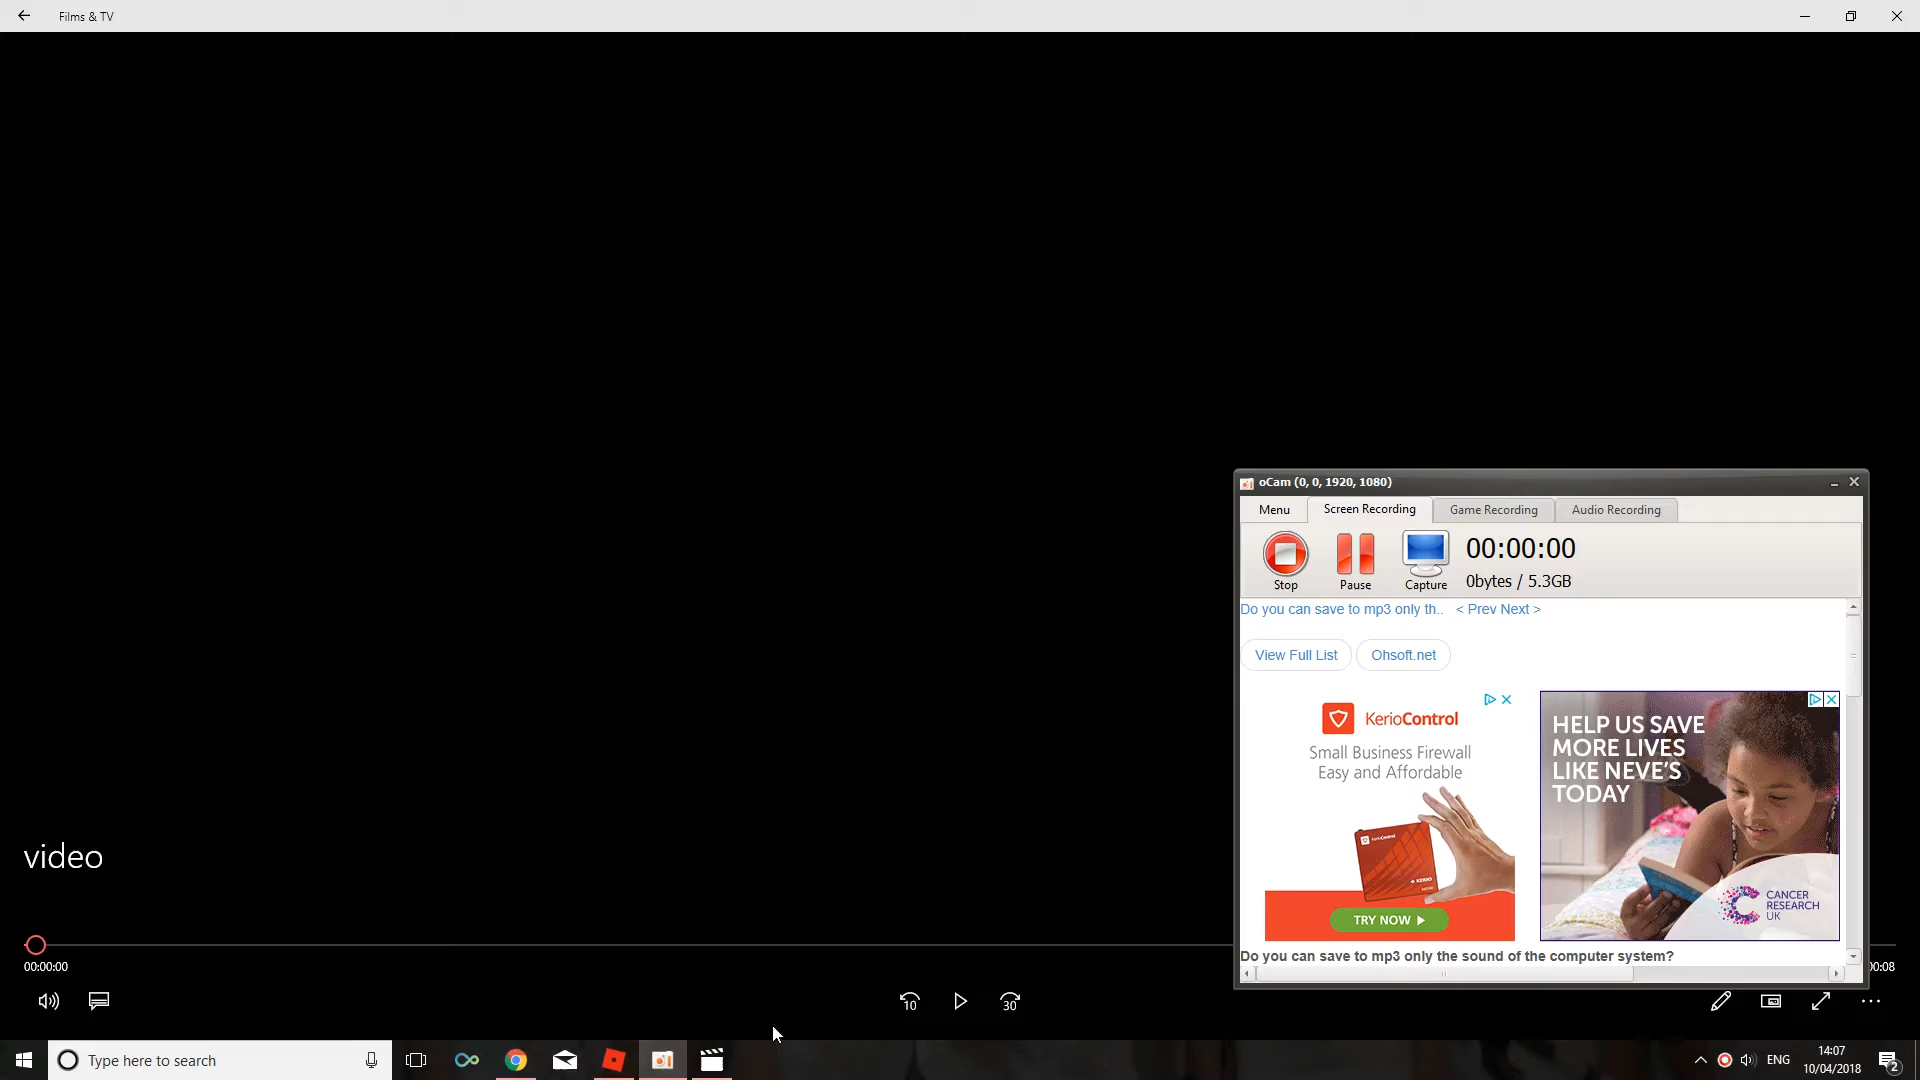 Films & TV
oCam (0, 0, 1920, 1080)
Menu
Screen Recording
Game Recording
Audio Recording
Stop
Pause
Capture
00:00:00
0bytes / 5.3GB
Do you can save to mp3 only th.. < Prev Next >
View Full List
Ohsoft.net
KerioControl
Small Business Firewall
Easy and Affordable
TRY NOW
HELP US SAVE
MORE LIVES
LIKE NEVE'S
TODAY
CANCER
RESEARCH
UK
Do you can save to mp3 only the sound of the computer system?
video
00:00:00
00:08
10
30
Type here to search
ENG
14:07
10/04/2018
2